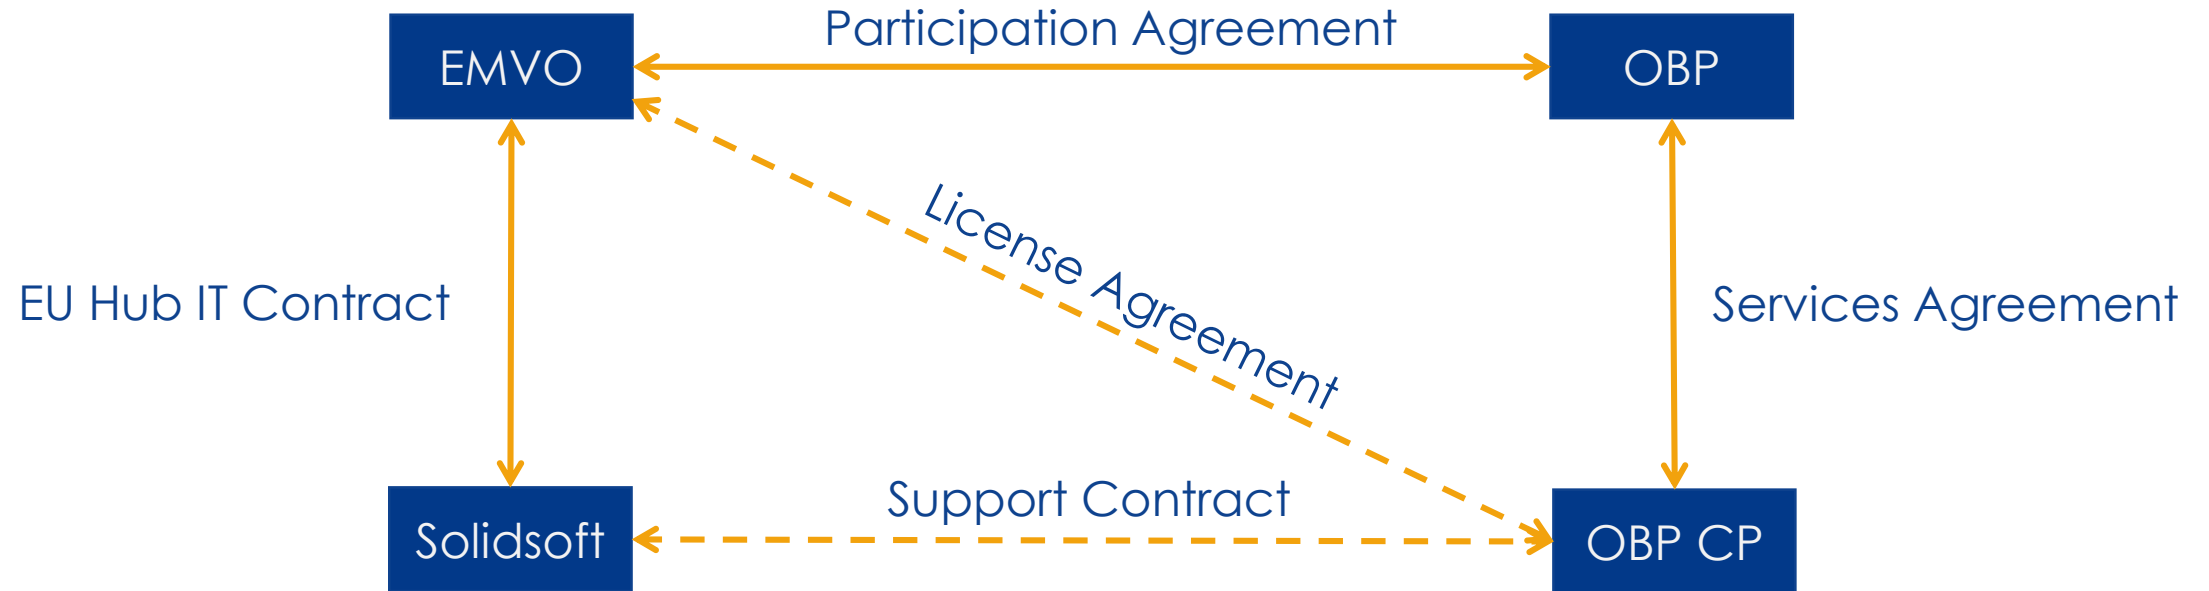 Participation Agreement
EMVO
OBP
License Agreement
EU Hub IT Contract
Services Agreement
Support Contract
Solidsoft
OBP CP